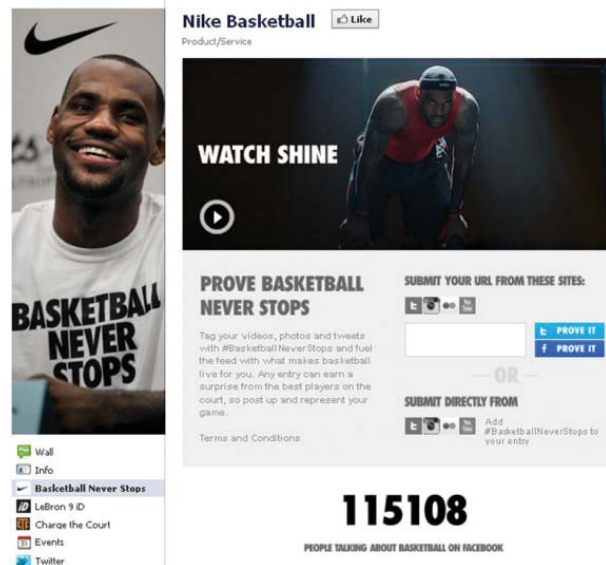 Nike Basketball
Like
Product/Service
WATCH SHINE
BASKETBALL
NEVER
STOPS
PROVE BASKETBALL
NEVER STOPS
Tag your videos, photos and tweets
with #BasketballNeverStops and fuel
the feed with what makes basketball
live for you. Any entry can earn a
surprise from the best players on the
court, so post up and represent your
game.
Terms and Conditions
SUBMIT YOUR URL FROM THESE SITES:
PROVE IT
f PROVE IT
— OR —
SUBMIT DIRECTLY FROM
Add
#BasketballNeverStops to
your entry
Wall
Info
Basketball Never Stops
LeBron 9 iD
Charge the Court
Events
Twitter
115108
PEOPLE TALKING ABOUT BASKETBALL ON FACEBOOK